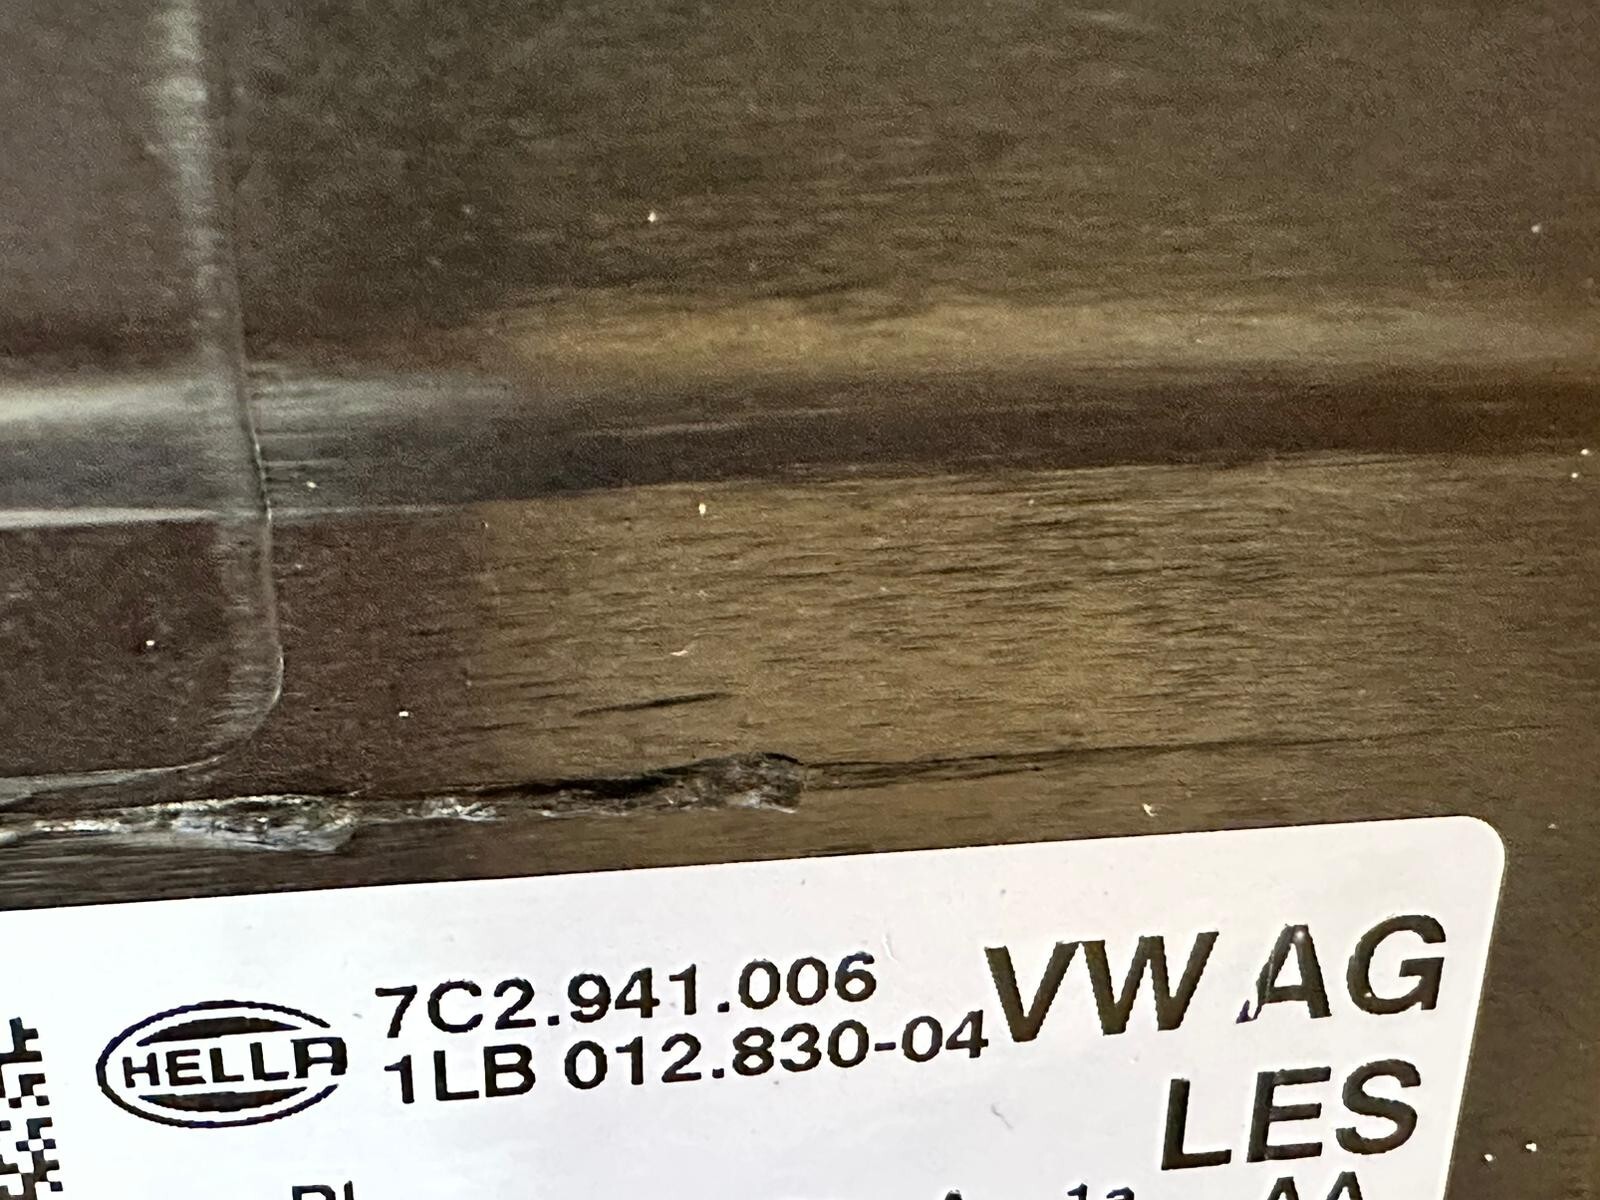 7C2.941.006
VW AG
HELLA
1LB 012.830-04
LES